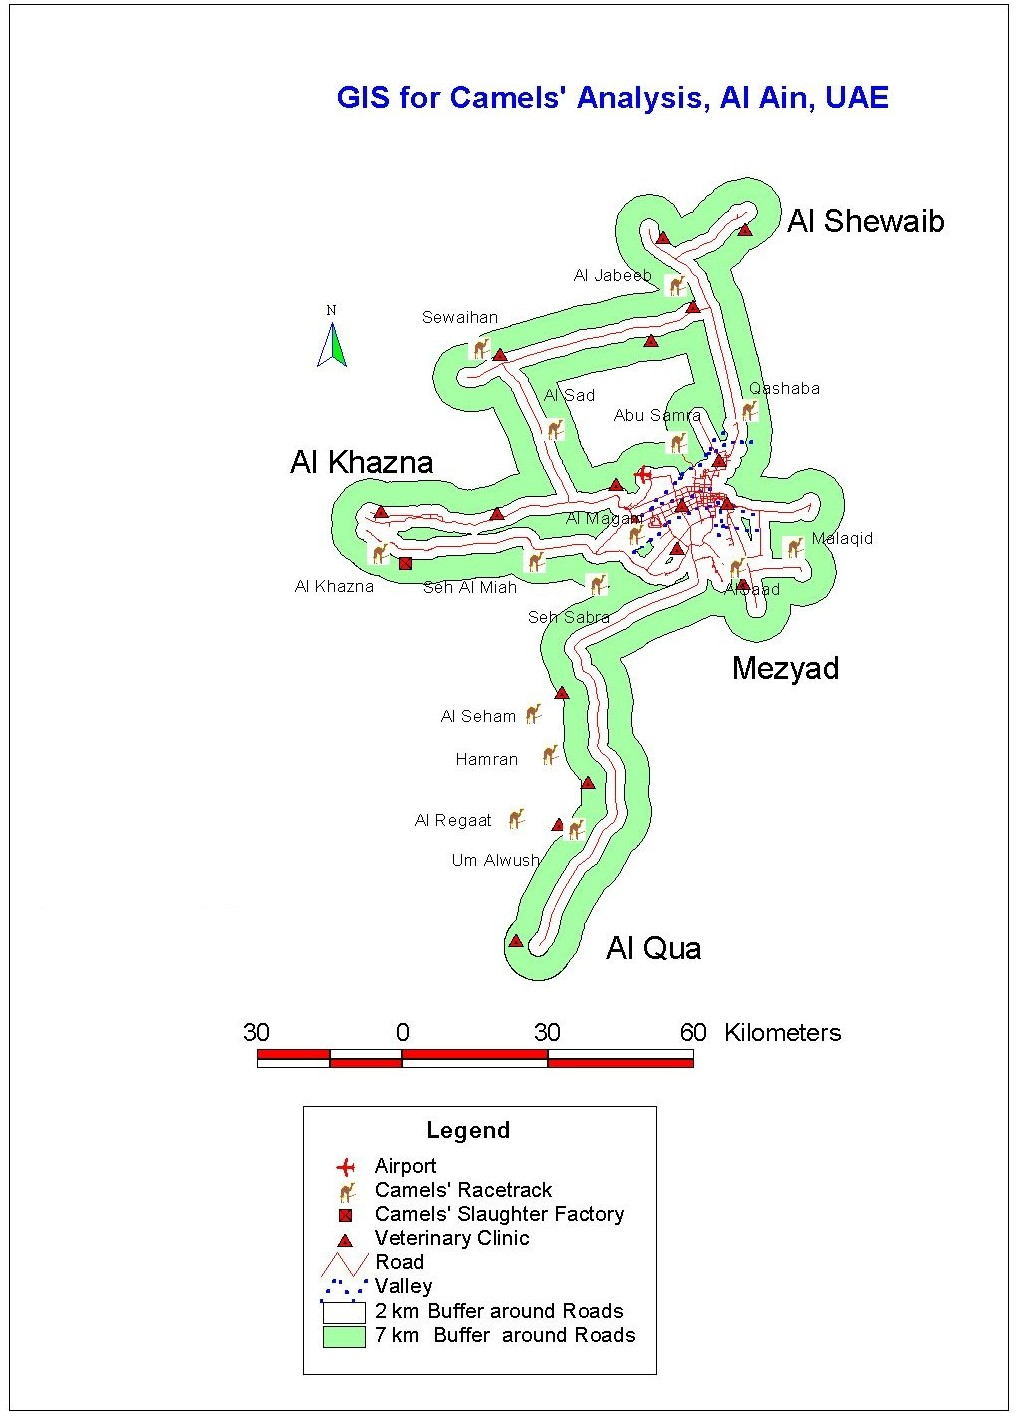 GIS for Camels' Analysis, Al Ain, UAE
Al Shewaib
Al Jabeeb
N
Sewaihan
Qashaba
Al Sad
Abu Samra
Al Khazna
Al Magam
Malaqid
Al Khazna
Seh Al Miah
AlSaad
Seh Sabra
Mezyad
Al Seham
Hamran
Al Regaat
Um Alwush
Al Qua
30 0 30 60 Kilometers
Legend
Airport
Camels' Racetrack
Camels' Slaughter Factory
Veterinary Clinic
Road
Valley
2 km Buffer around Roads
7 km Buffer around Roads